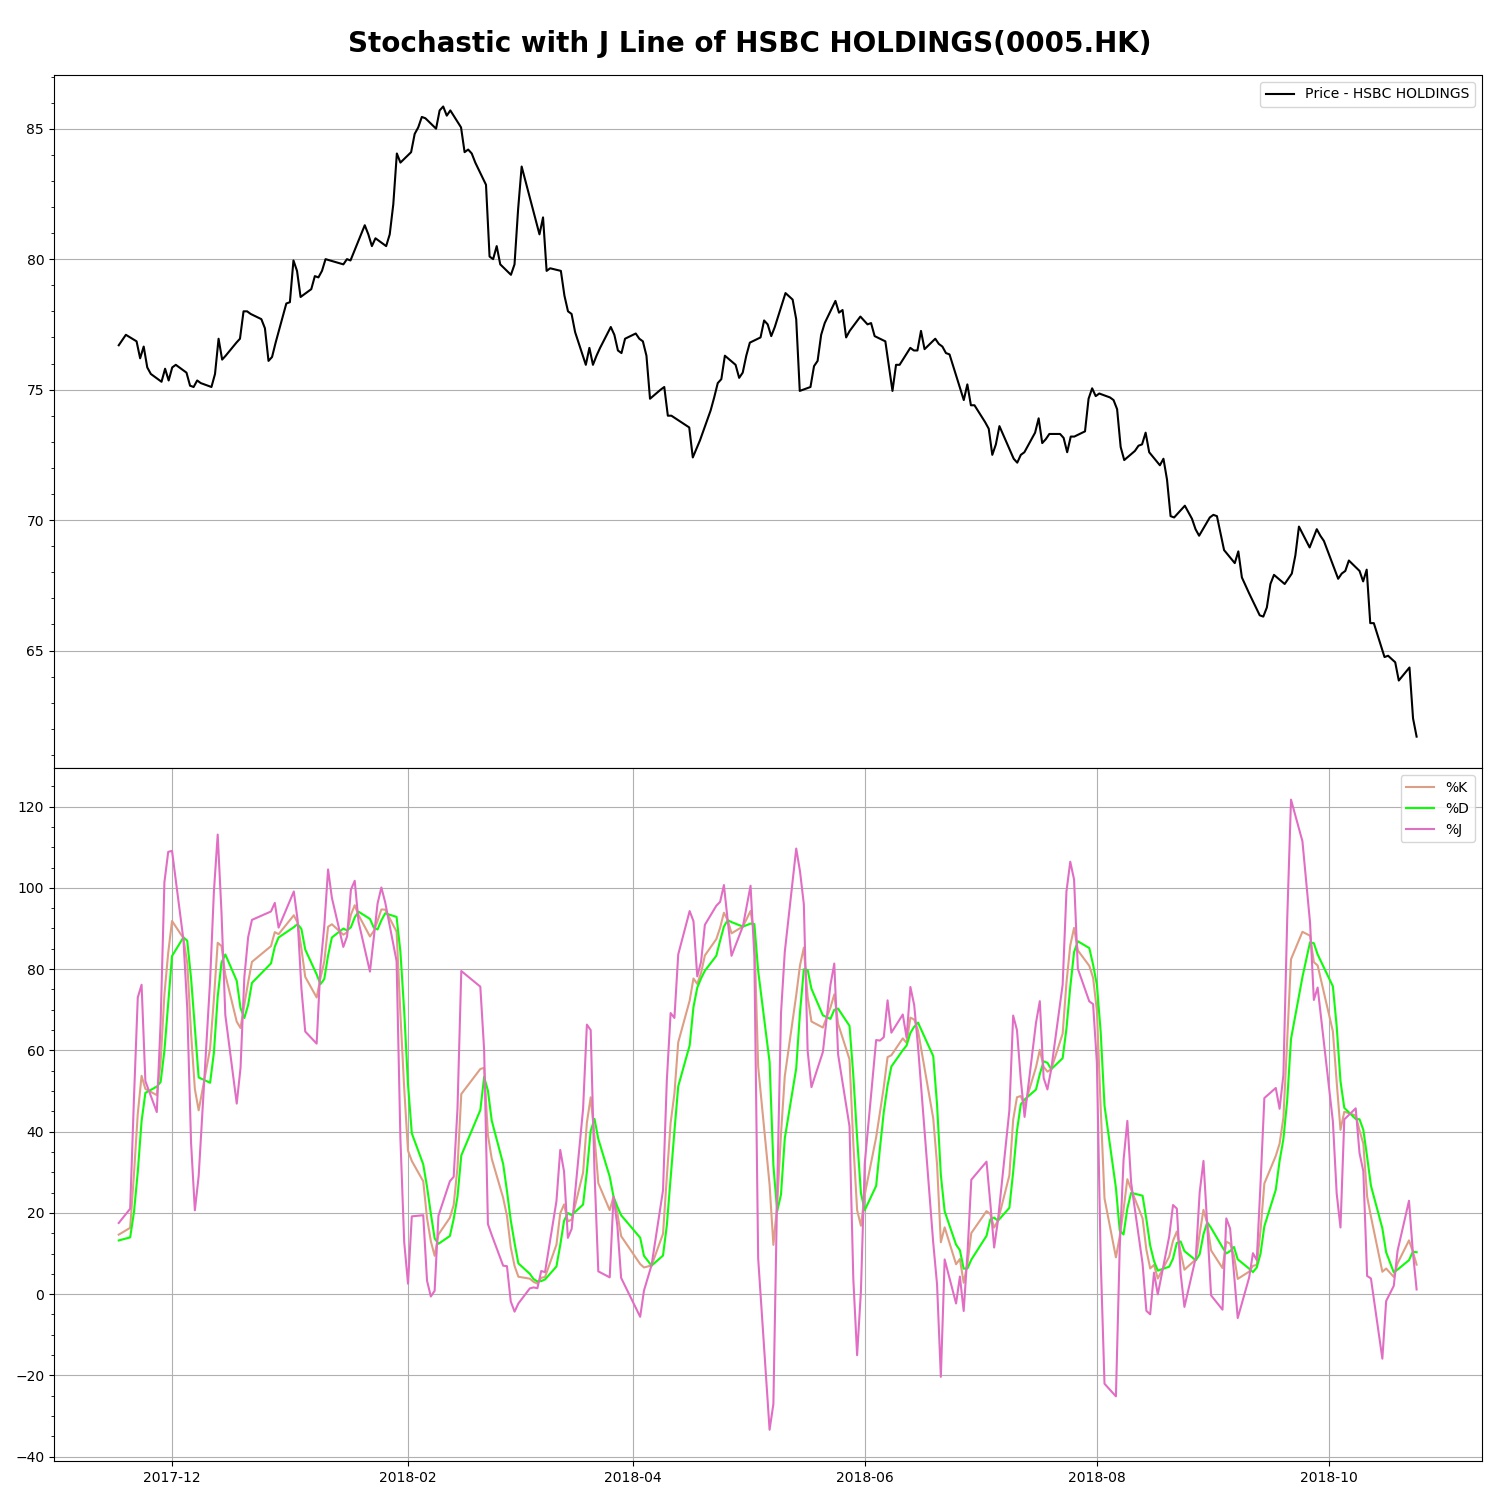 Stochastic with J Line of HSBC HOLDINGS(0005.HK)
Price - HSBC HOLDINGS
85
80
75
70
65
%K
%D
%J
120
100
80
60
40
20
0
−20
−40
2017-12 2018-02 2018-04 2018-06 2018-08 2018-10